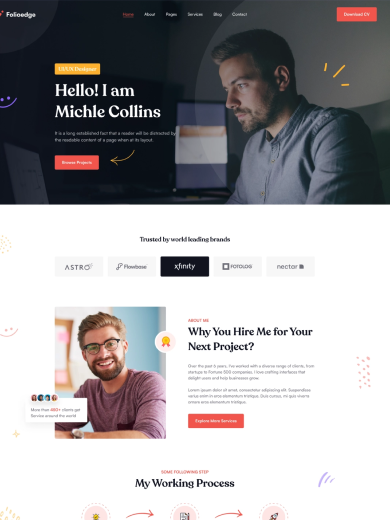 Folioedge
Home About Pages Services Blog Contact
Download CV
UI/UX Designer
Hello! I am
Michle Collins
It is a long established fact that a reader will be distracted by
the readable content of a page when at its layout.
Browse Projects
Trusted by world leading brands
ASTRO
Flowbase
xfinity
FOTOLOG
nectar
ABOUT ME
Why You Hire Me for Your
Next Project?
Over the past 6 years, I've worked with a diverse range of clients, from
startups to Fortune 500 companies. I love crafting interfaces that
delight users and help businesses grow.
Lorem ipsum dolor sit amet, consectetur adipiscing elit. Suspendisse
varius enim in eros elementum tristique. Duis cursus, mi quis viverra
ornare eros elementum tristique.
Explore More Services
More than 450+ clients get
Service around the world
SOME FOLLOWING STEP
My Working Process